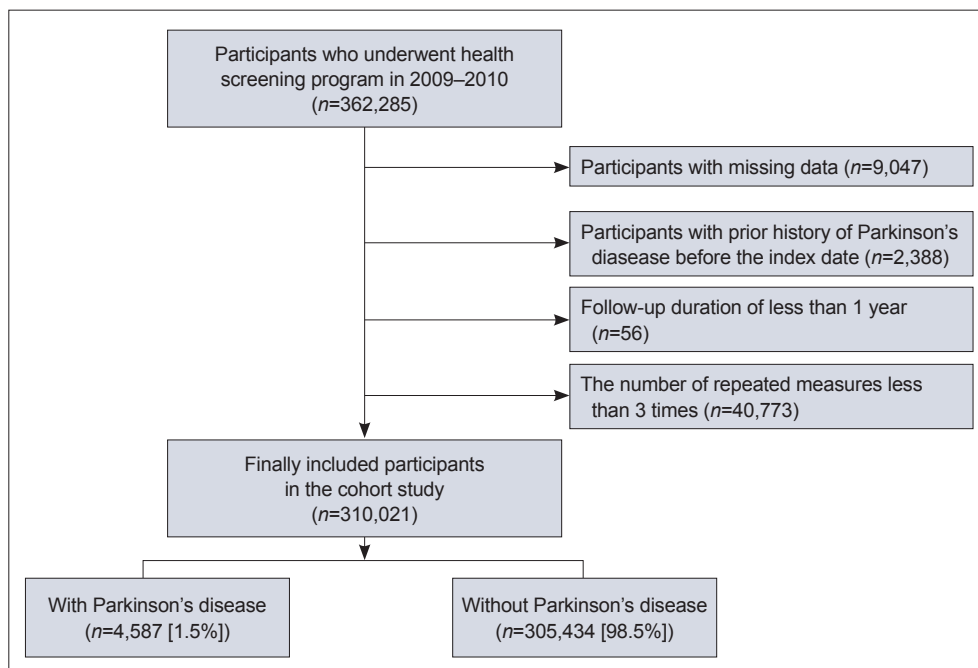 Participants who underwent health
screening program in 2009–2010
(n=362,285)
Participants with missing data (n=9,047)
Participants with prior history of Parkinson’s
diasease before the index date (n=2,388)
Follow-up duration of less than 1 year
(n=56)
The number of repeated measures less
than 3 times (n=40,773)
Finally included participants
in the cohort study
(n=310,021)
With Parkinson’s disease
(n=4,587 [1.5%])
Without Parkinson’s disease
(n=305,434 [98.5%])